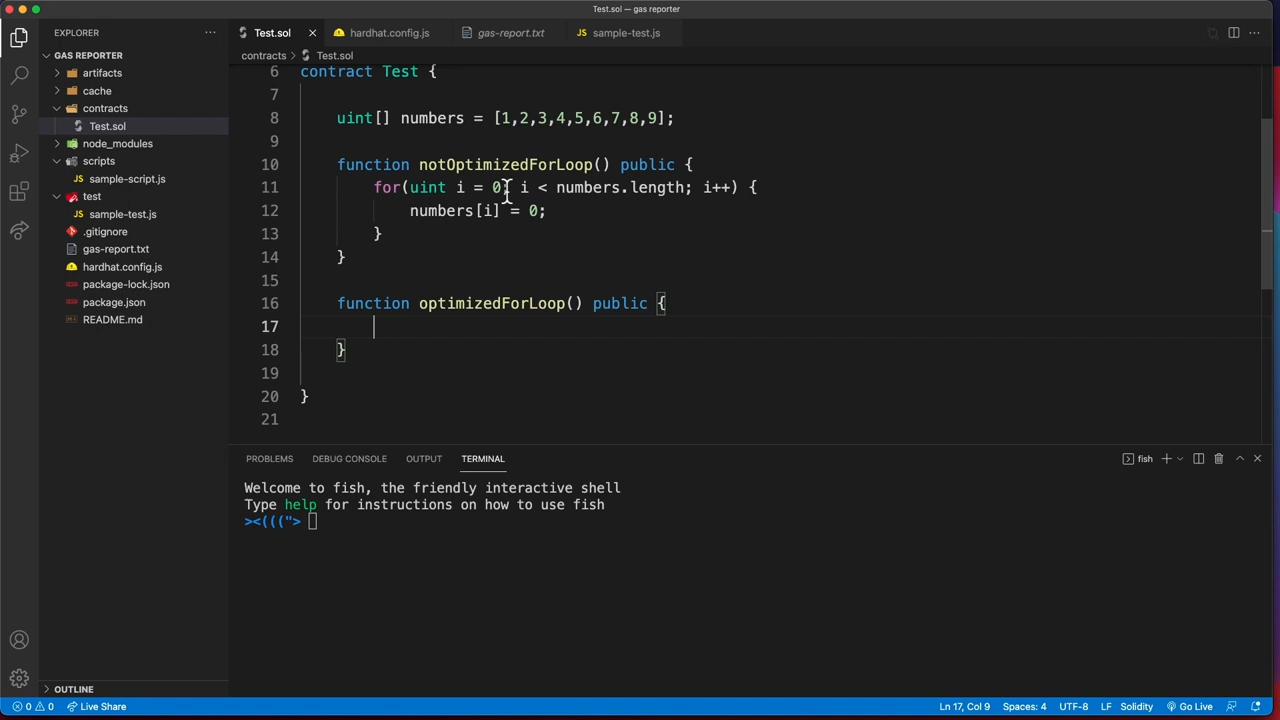 Test.sol — gas reporter
EXPLORER
Test.sol
hardhat.config.js
gas-report.txt
sample-test.js
GAS REPORTER
contracts > Test.sol
artifacts
cache
contracts
Test.sol
node_modules
scripts
sample-script.js
test
sample-test.js
.gitignore
gas-report.txt
hardhat.config.js
package-lock.json
package.json
README.md
OUTLINE
6 contract Test {
7
8 uint[] numbers = [1,2,3,4,5,6,7,8,9];
9
10 function notOptimizedForLoop() public {
11 for(uint i = 0; i < numbers.length; i++) {
12 numbers[i] = 0;
13 }
14 }
15
16 function optimizedForLoop() public {
17
18 }
19
20 }
21
PROBLEMS DEBUG CONSOLE OUTPUT TERMINAL
fish
Welcome to fish, the friendly interactive shell
Type help for instructions on how to use fish
><(((">
0 0 Live Share Ln 17, Col 9 Spaces: 4 UTF-8 LF Solidity Go Live